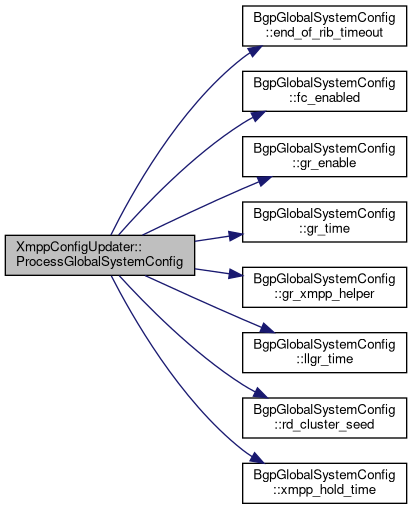 BgpGlobalSystemConfig
::end_of_rib_timeout
BgpGlobalSystemConfig
::fc_enabled
BgpGlobalSystemConfig
::gr_enable
BgpGlobalSystemConfig
::gr_time
XmppConfigUpdater::
ProcessGlobalSystemConfig
BgpGlobalSystemConfig
::gr_xmpp_helper
BgpGlobalSystemConfig
::llgr_time
BgpGlobalSystemConfig
::rd_cluster_seed
BgpGlobalSystemConfig
::xmpp_hold_time